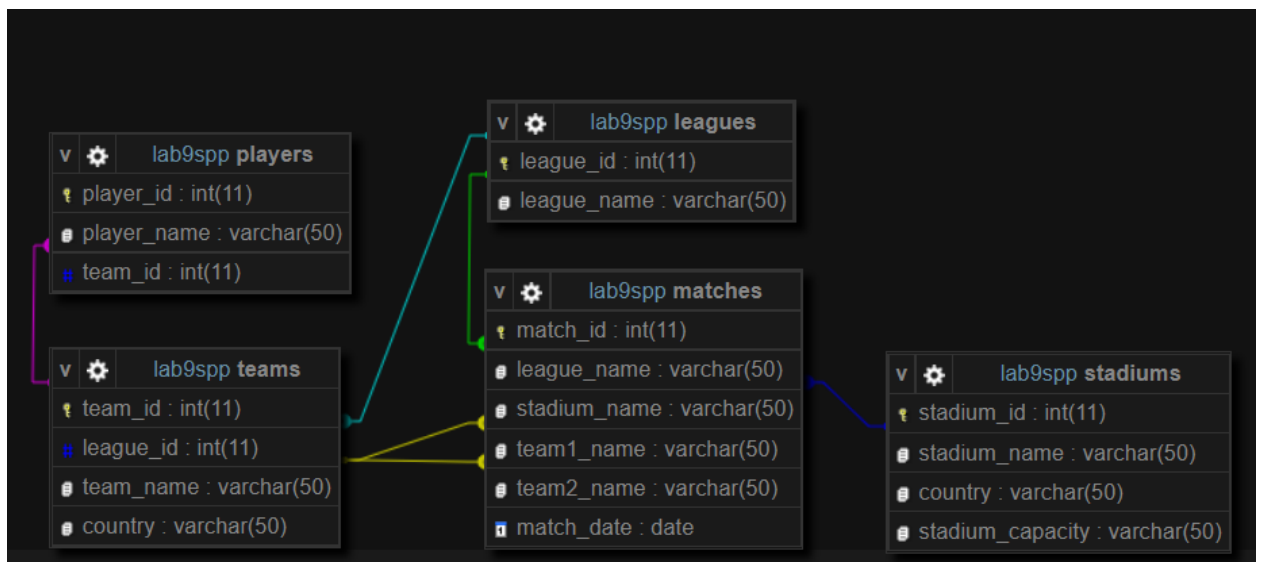 v lab9spp players
player_id : int(11)
player_name : varchar(50)
team_id : int(11)
v lab9spp teams
team_id : int(11)
league_id : int(11)
team_name : varchar(50)
country : varchar(50)
v lab9spp leagues
league_id : int(11)
league_name : varchar(50)
v lab9spp matches
match_id : int(11)
league_name : varchar(50)
stadium_name : varchar(50)
team1_name : varchar(50)
team2_name : varchar(50)
match_date : date
v lab9spp stadiums
stadium_id : int(11)
stadium_name : varchar(50)
country : varchar(50)
stadium_capacity : varchar(50)